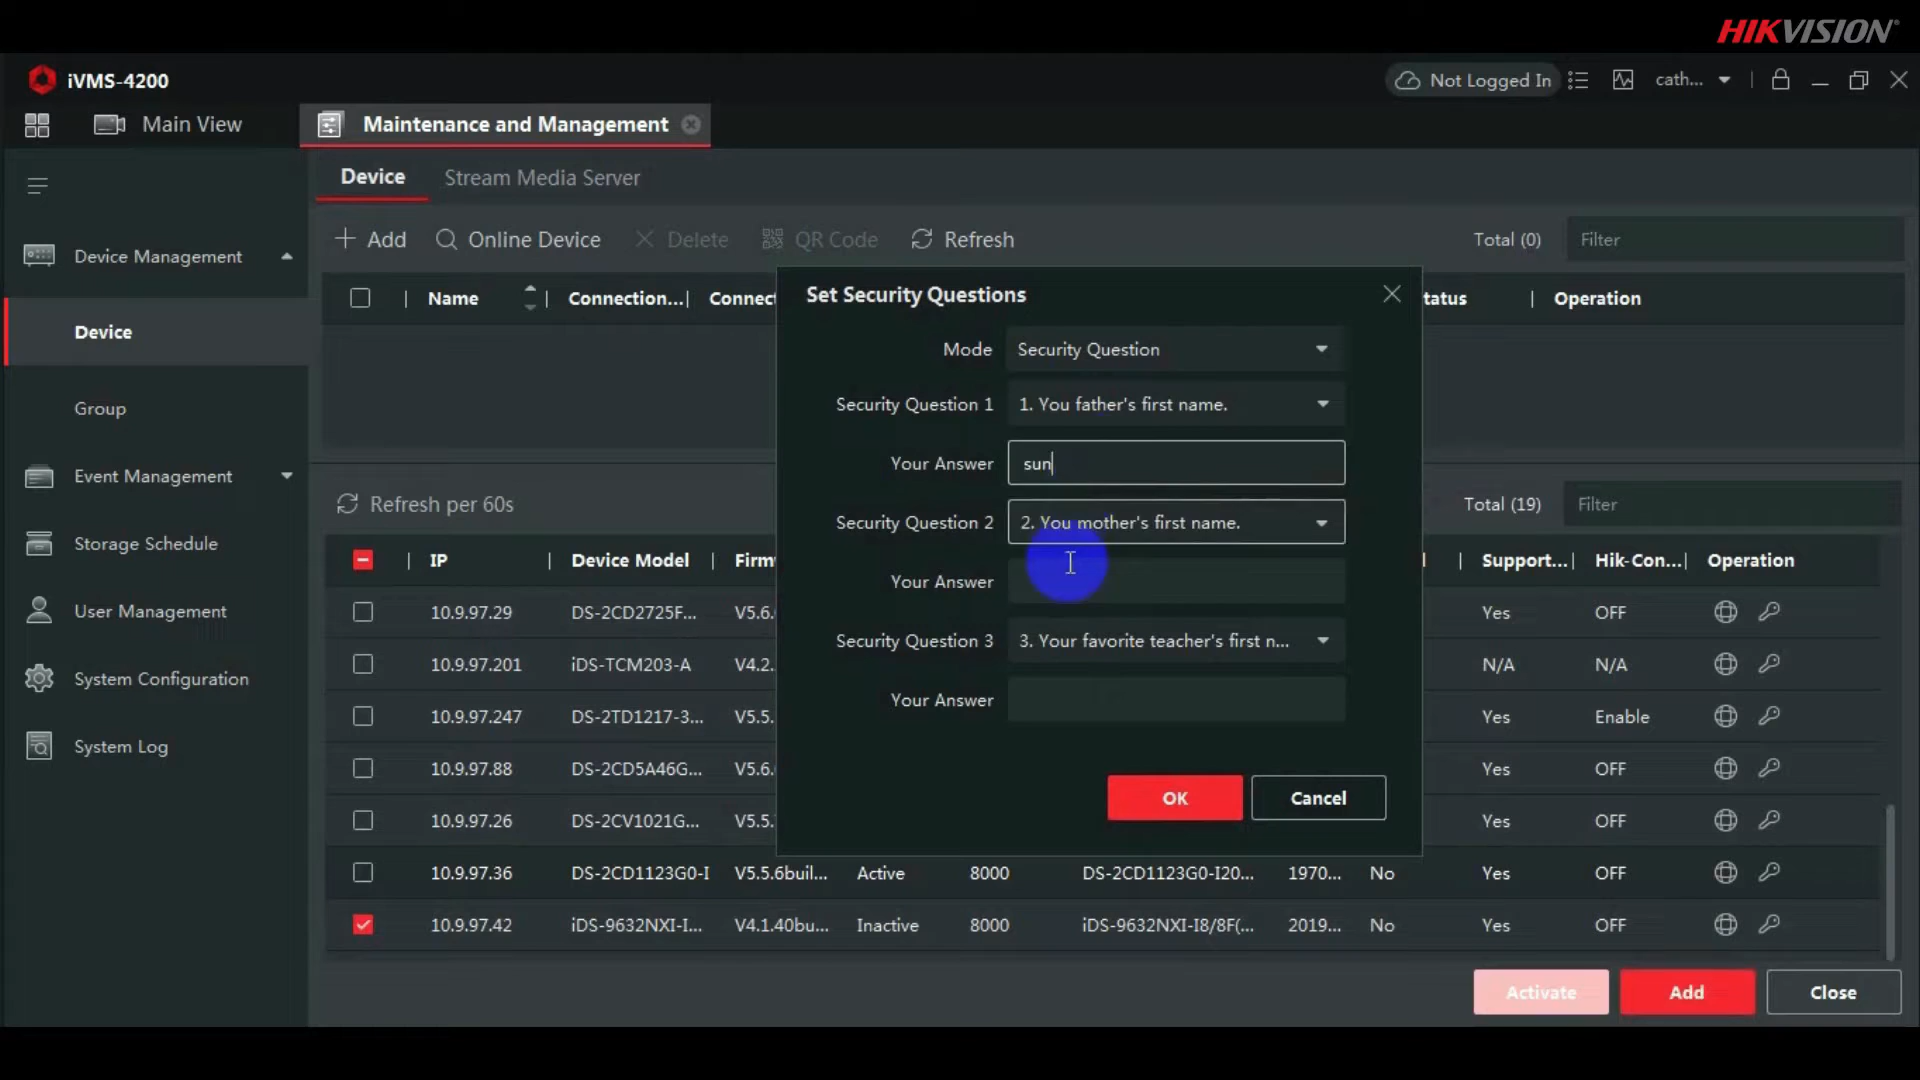 HIKVISION®
iVMS-4200
Not Logged In
cath...
Main View
Maintenance and Management
Device
Stream Media Server
Add
Online Device
Delete
QR Code
Refresh
Total (0)
Filter
Name
Connection...
Connect
tatus
Operation
Device Management
Device
Group
Event Management
Storage Schedule
User Management
System Configuration
System Log
Set Security Questions
Mode
Security Question
Security Question 1
1. You father's first name.
Your Answer
sun
Security Question 2
2. You mother's first name.
Your Answer
Security Question 3
3. Your favorite teacher's first n...
Your Answer
OK
Cancel
Refresh per 60s
Total (19)
Filter
IP
Device Model
Firm
Support...
Hik-Con...
Operation
10.9.97.29 DS-2CD2725F... V5.6. Yes OFF
10.9.97.201 iDS-TCM203-A V4.2. N/A N/A
10.9.97.247 DS-2TD1217-3... V5.5. Yes Enable
10.9.97.88 DS-2CD5A46G... V5.6. Yes OFF
10.9.97.26 DS-2CV1021G... V5.5. Yes OFF
10.9.97.36 DS-2CD1123G0-I V5.5.6buil... Active 8000 DS-2CD1123G0-I20... 1970... No Yes OFF
10.9.97.42 iDS-9632NXI-I... V4.1.40bu... Inactive 8000 iDS-9632NXI-I8/8F(... 2019... No Yes OFF
Activate
Add
Close